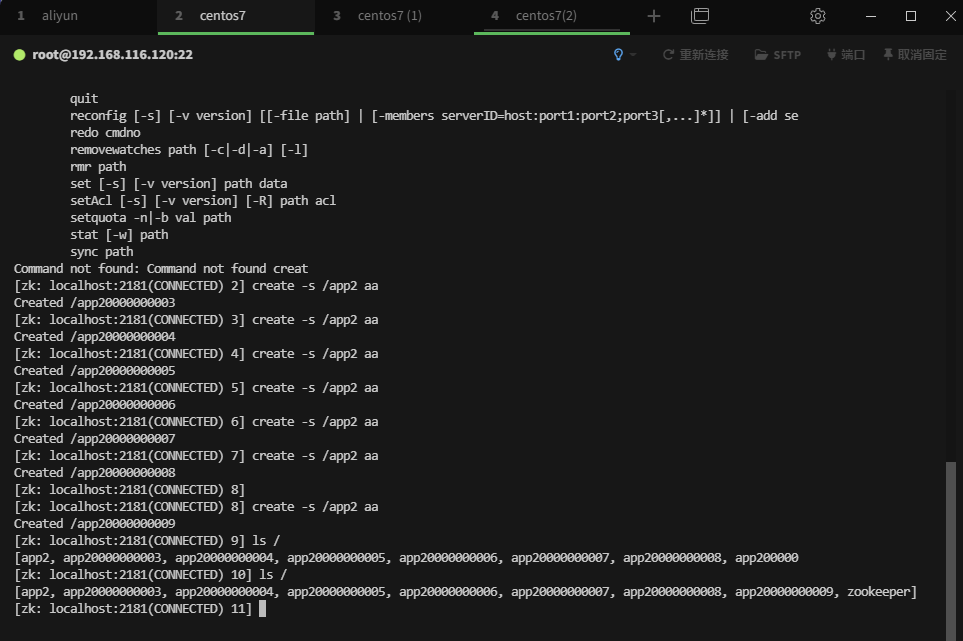 1 aliyun
2 centos7
3 centos7 (1)
4 centos7(2)
root@192.168.116.120:22
重新连接
SFTP
端口
取消固定
quit
reconfig [-s] [-v version] [[-file path] | [-members serverID=host:port1:port2;port3[,...]*]] | [-add se
redo cmdno
removewatches path [-c|-d|-a] [-l]
rmr path
set [-s] [-v version] path data
setAcl [-s] [-v version] [-R] path acl
setquota -n|-b val path
stat [-w] path
sync path
Command not found: Command not found creat
[zk: localhost:2181(CONNECTED) 2] create -s /app2 aa
Created /app20000000003
[zk: localhost:2181(CONNECTED) 3] create -s /app2 aa
Created /app20000000004
[zk: localhost:2181(CONNECTED) 4] create -s /app2 aa
Created /app20000000005
[zk: localhost:2181(CONNECTED) 5] create -s /app2 aa
Created /app20000000006
[zk: localhost:2181(CONNECTED) 6] create -s /app2 aa
Created /app20000000007
[zk: localhost:2181(CONNECTED) 7] create -s /app2 aa
Created /app20000000008
[zk: localhost:2181(CONNECTED) 8]
[zk: localhost:2181(CONNECTED) 8] create -s /app2 aa
Created /app20000000009
[zk: localhost:2181(CONNECTED) 9] ls /
[app2, app20000000003, app20000000004, app20000000005, app20000000006, app20000000007, app20000000008, app200000
[zk: localhost:2181(CONNECTED) 10] ls /
[app2, app20000000003, app20000000004, app20000000005, app20000000006, app20000000007, app20000000008, app20000000009, zookeeper]
[zk: localhost:2181(CONNECTED) 11]